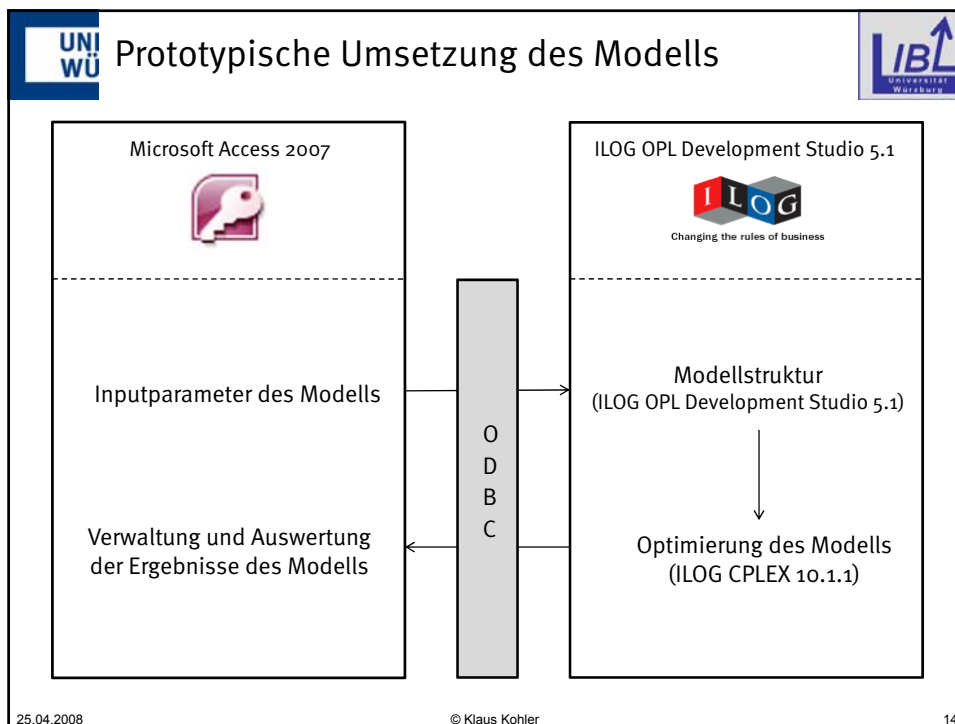 UNI
WÜ
Prototypische Umsetzung des Modells
IBL
Universität
Würzburg
Microsoft Access 2007
ILOG OPL Development Studio 5.1
ILOG
Changing the rules of business
Inputparameter des Modells
Modellstruktur
(ILOG OPL Development Studio 5.1)
O
D
B
C
Verwaltung und Auswertung
der Ergebnisse des Modells
Optimierung des Modells
(ILOG CPLEX 10.1.1)
25.04.2008
© Klaus Kohler
14